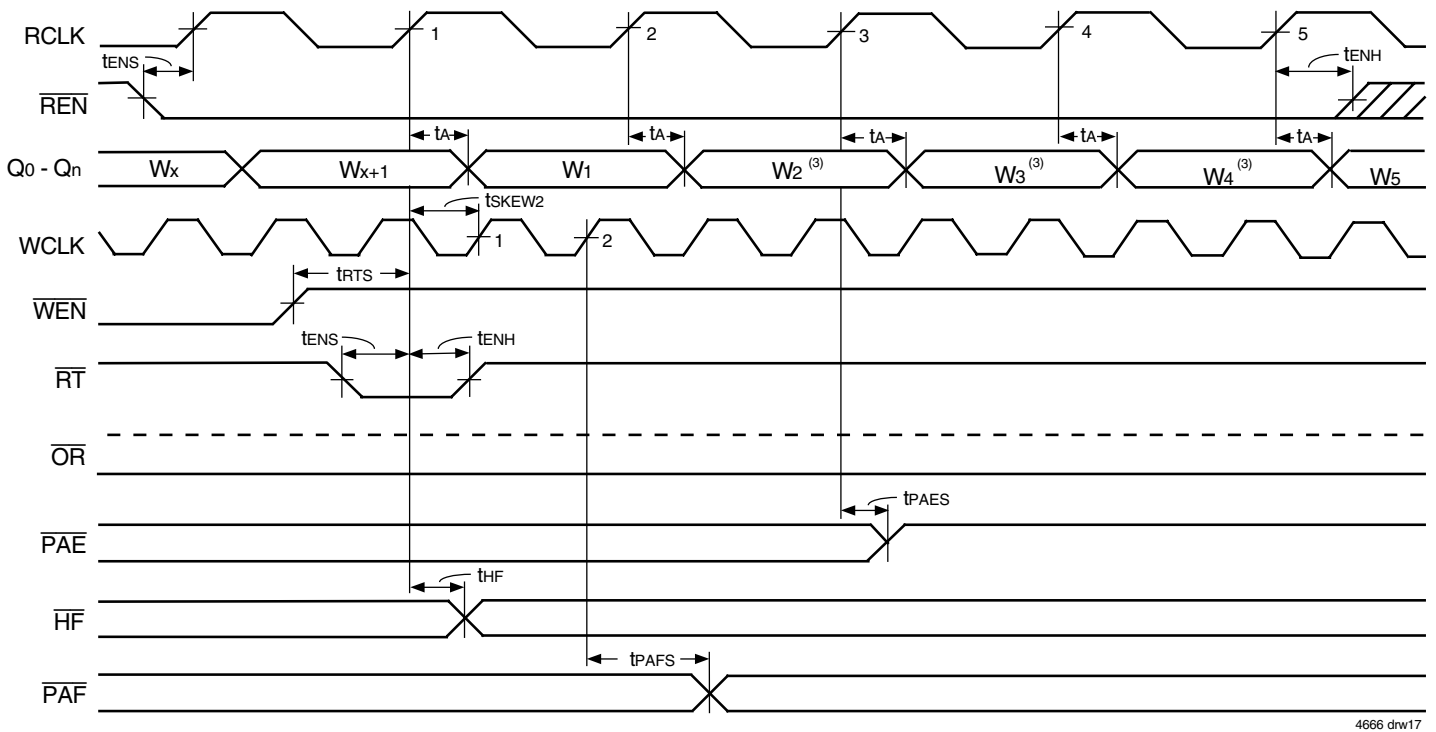 RCLK
1
2
3
4
5
tENS
tENH
REN
tA
tA
tA
tA
tA
Q0 - Qn
Wx
Wx+1
W1
W2 (3)
W3 (3)
W4 (3)
W5
tSKEW2
WCLK
1
2
tRTS
WEN
tENS
tENH
RT
OR
tPAES
PAE
tHF
HF
tPAFS
PAF
4666 drw17